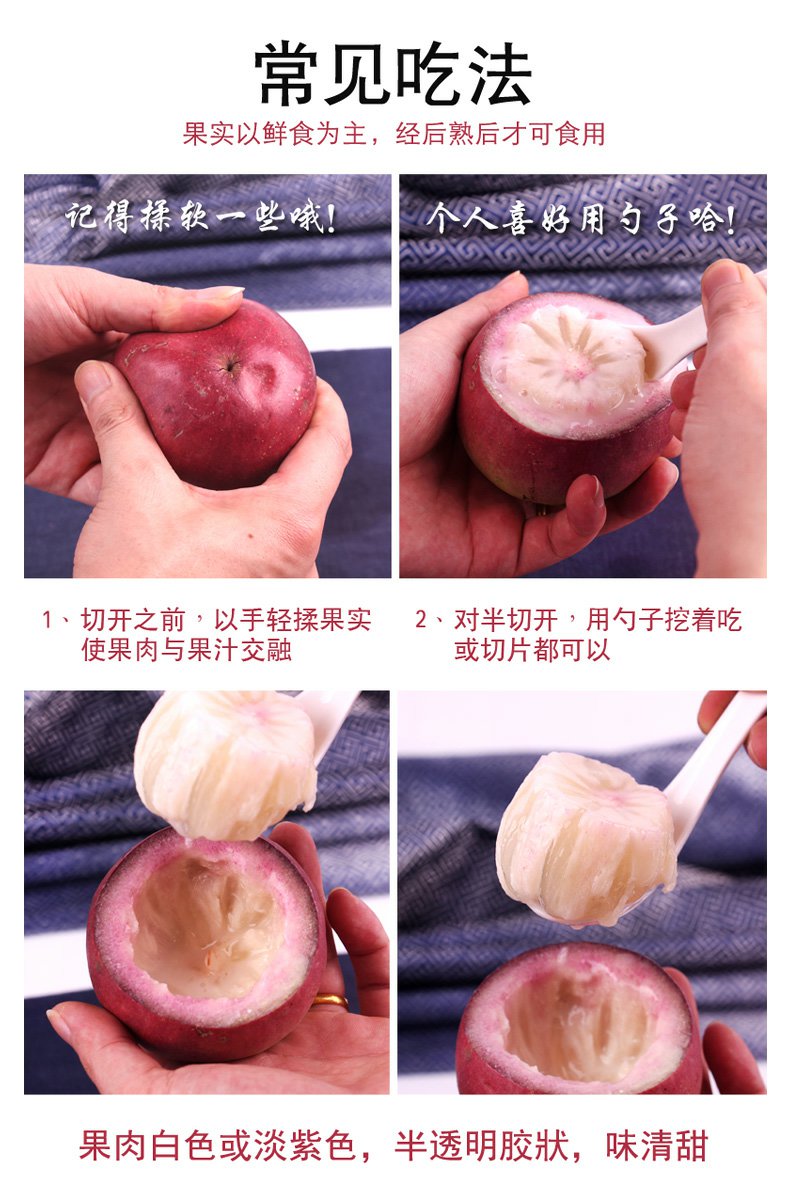 常见吃法
果实以鲜食为主，经后熟后才可食用
记得揉软一些哦！
个人喜好用勺子哈！
1、切开之前，以手轻揉果实
使果肉与果汁交融
2、对半切开，用勺子挖着吃
或切片都可以
果肉白色或淡紫色，半透明胶狀，味清甜